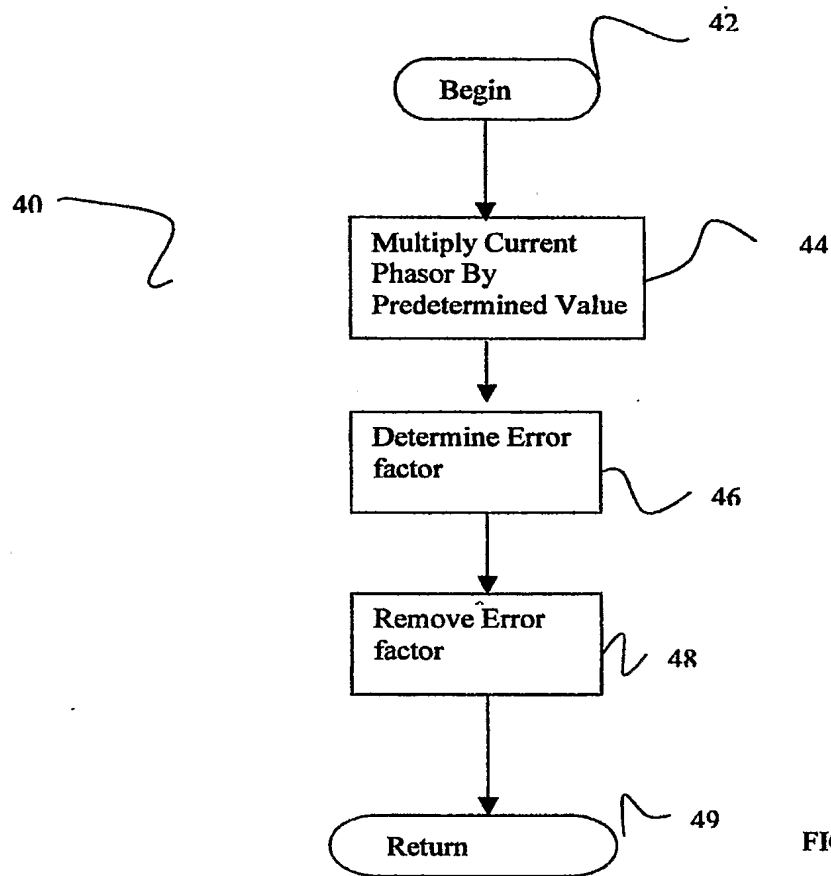 42
Begin
40
Multiply Current
Phasor By
Predetermined Value
44
Determine Error
factor
46
Remove Error
factor
48
Return
49